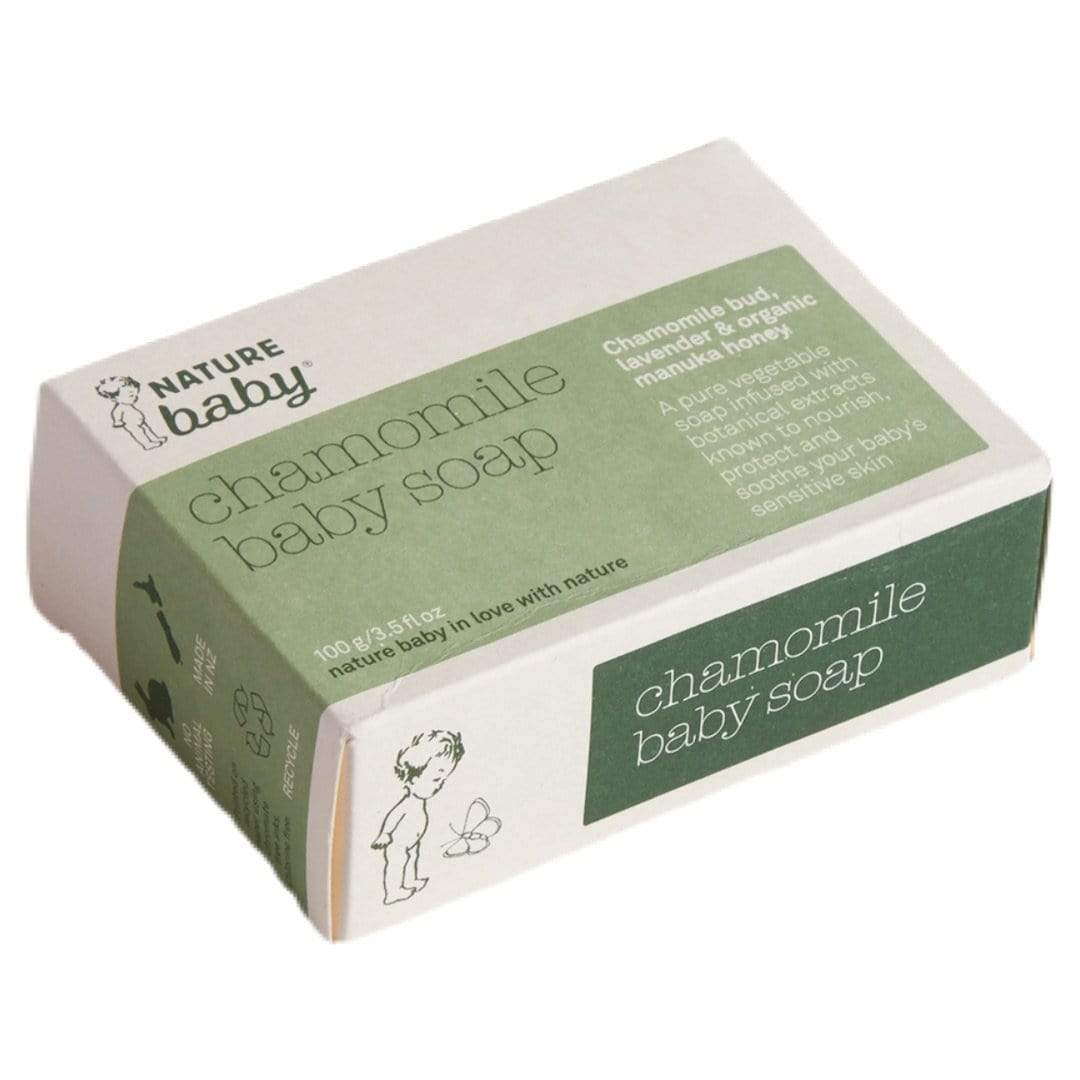 NATURE
baby®
chamomile
baby soap
100 g/3.5 fl oz
nature baby in love with nature
Chamomile bud,
lavender & organic
manuka honey
A pure vegetable
soap infused with
botanical extracts
known to nourish,
protect and
soothe your baby's
sensitive skin
MADE
IN NZ
NO
ANIMAL
TESTING
RECYCLE
chamomile
baby soap